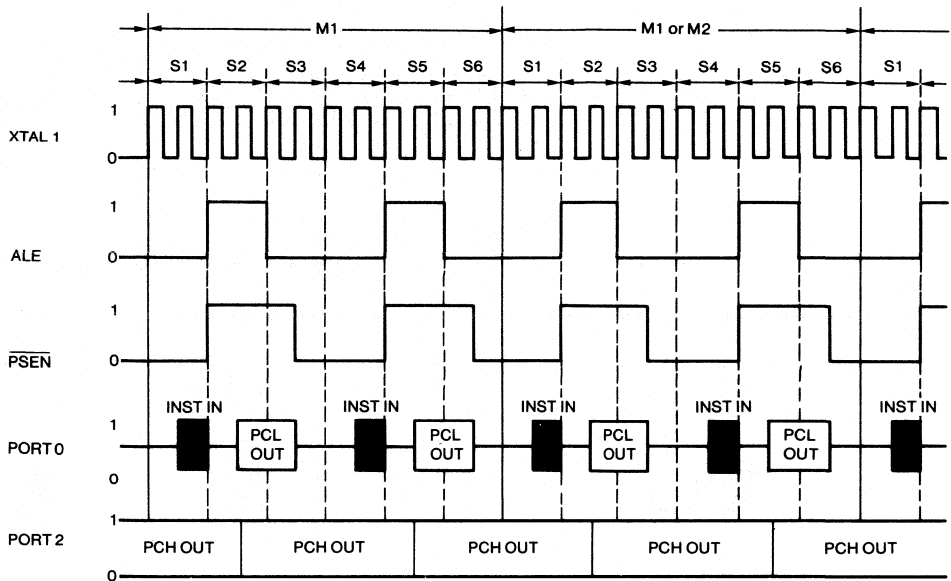 M1 M1 or M2
S1 S2 S3 S4 S5 S6 S1 S2 S3 S4 S5 S6 S1
1
XTAL 1
0
1
ALE
0
1
PSEN
0
INST IN INST IN INST IN INST IN INST IN
1
PORT 0
PCL OUT PCL OUT PCL OUT PCL OUT
0
1
PORT 2
PCH OUT PCH OUT PCH OUT PCH OUT PCH OUT
0